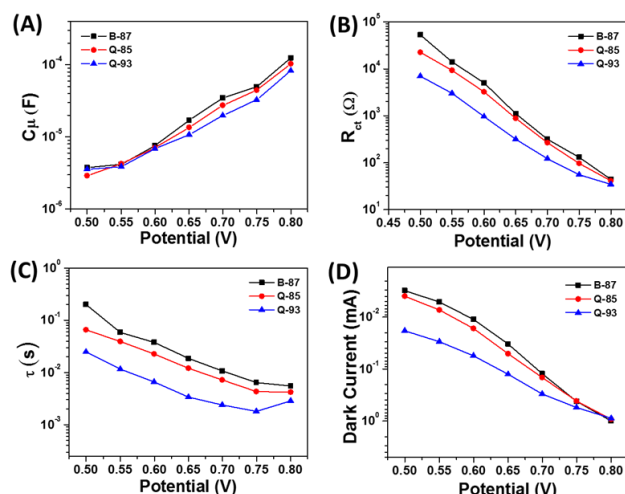 (A)
B-87
Q-85
Q-93
Cμ (F)
10⁻⁴
10⁻⁵
10⁻⁶
0.50 0.55 0.60 0.65 0.70 0.75 0.80
Potential (V)
(B)
B-87
Q-85
Q-93
Rct (Ω)
10⁵
10⁴
10³
10²
10¹
0.45 0.50 0.55 0.60 0.65 0.70 0.75 0.80
Potential (V)
(C)
B-87
Q-85
Q-93
τ (s)
10⁰
10⁻¹
10⁻²
10⁻³
0.50 0.55 0.60 0.65 0.70 0.75 0.80
Potential (V)
(D)
B-87
Q-85
Q-93
Dark Current (mA)
10⁻²
10⁻¹
10⁰
0.50 0.55 0.60 0.65 0.70 0.75 0.80
Potential (V)